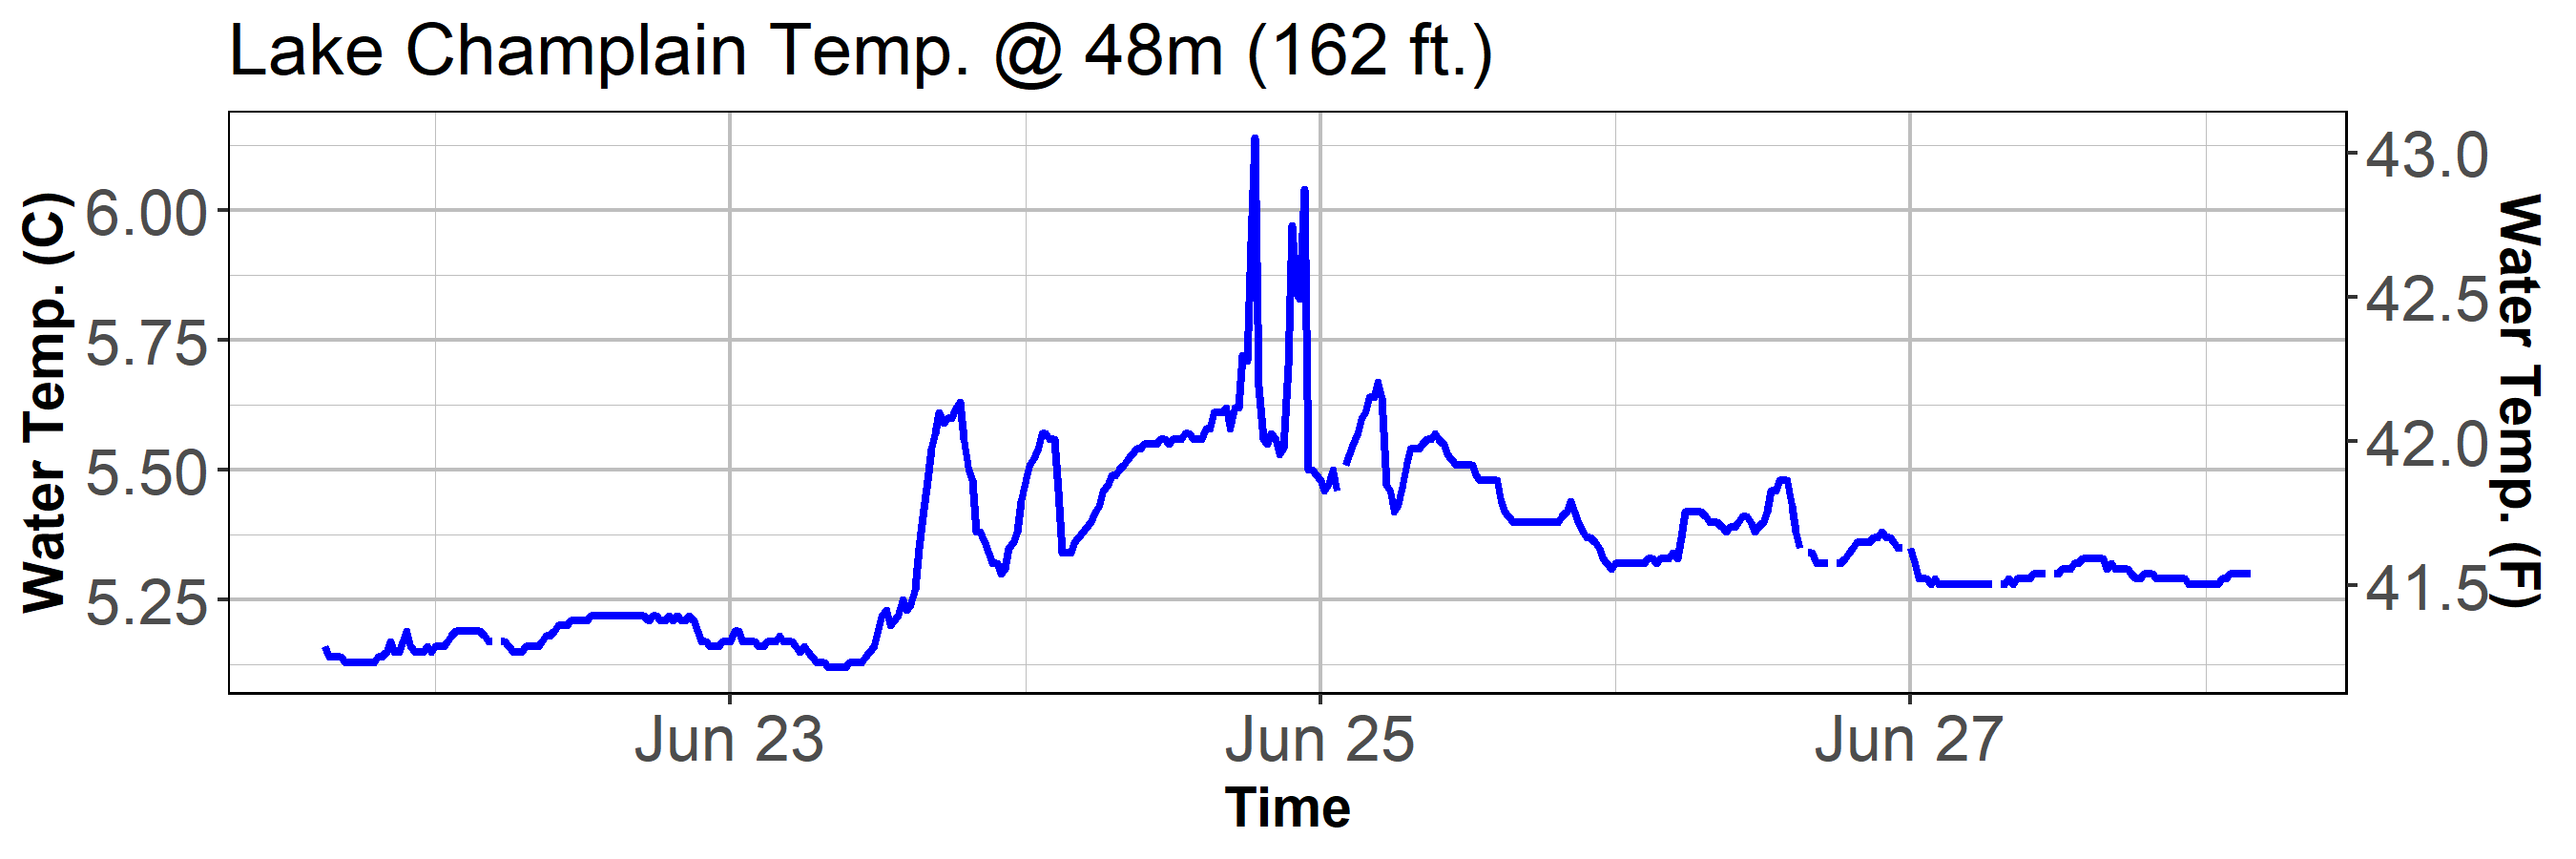 Lake Champlain Temp. @ 48m (162 ft.)
Water Temp. (C)
6.00
5.75
5.50
5.25
43.0
42.5
42.0
41.5
Water Temp. (F)
Jun 23
Jun 25
Jun 27
Time